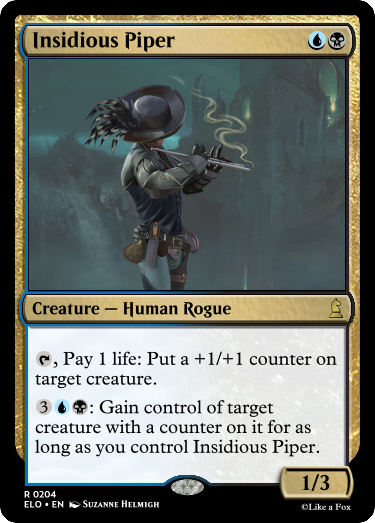 Insidious Piper
Creature — Human Rogue
, Pay 1 life: Put a +1/+1 counter on
target creature.
3 : Gain control of target
creature with a counter on it for as
long as you control Insidious Piper.
1/3
R 0204
ELO • EN SUZANNE HELMIGH
©Like a Fox